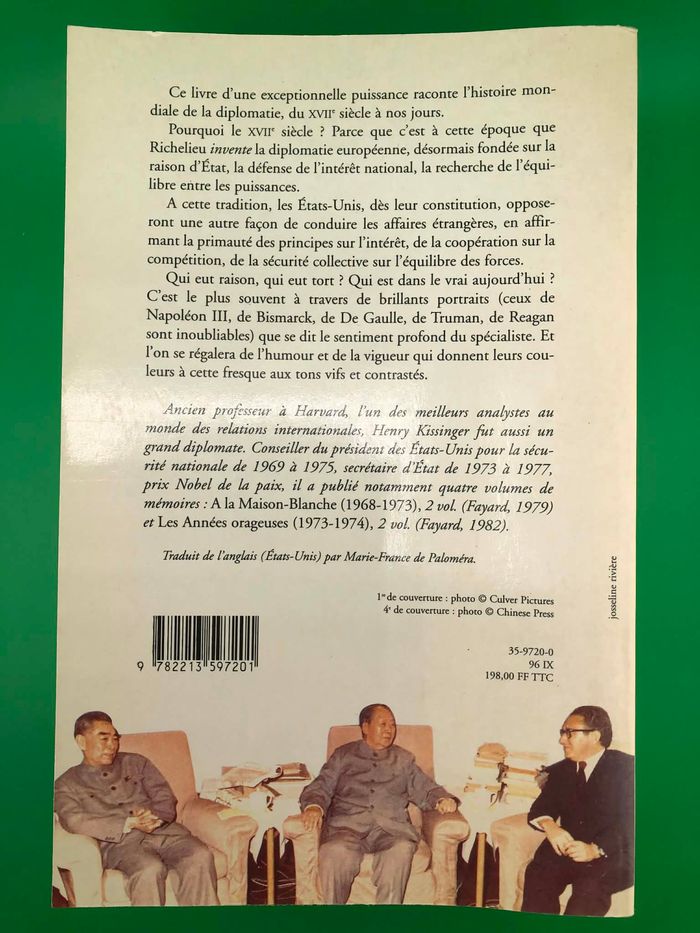 Ce livre d'une exceptionnelle puissance raconte l'histoire mon-
diale de la diplomatie, du XVIIe siècle à nos jours.
Pourquoi le XVIIe siècle ? Parce que c'est à cette époque que
Richelieu invente la diplomatie européenne, désormais fondée sur la
raison d'État, la défense de l'intérêt national, la recherche de l'équi-
libre entre les puissances.
A cette tradition, les États-Unis, dès leur constitution, oppose-
ront une autre façon de conduire les affaires étrangères, en affir-
mant la primauté des principes sur l'intérêt, de la coopération sur la
compétition, de la sécurité collective sur l'équilibre des forces.
Qui eut raison, qui eut tort ? Qui est dans le vrai aujourd'hui ?
C'est le plus souvent à travers de brillants portraits (ceux de
Napoléon III, de Bismarck, de De Gaulle, de Truman, de Reagan
sont inoubliables) que se dit le sentiment profond du spécialiste. Et
l'on se régalera de l'humour et de la vigueur qui donnent leurs cou-
leurs à cette fresque aux tons vifs et contrastés.
Ancien professeur à Harvard, l'un des meilleurs analystes au
monde des relations internationales, Henry Kissinger fut aussi un
grand diplomate. Conseiller du président des États-Unis pour la sécu-
rité nationale de 1969 à 1975, secrétaire d'État de 1973 à 1977,
prix Nobel de la paix, il a publié notamment quatre volumes de
mémoires : A la Maison-Blanche (1968-1973), 2 vol. (Fayard, 1979)
et Les Années orageuses (1973-1974), 2 vol. (Fayard, 1982).
Traduit de l'anglais (États-Unis) par Marie-France de Paloméra.
1re de couverture : photo © Culver Pictures
4e de couverture : photo © Chinese Press
josseline rivière
35-9720-0
96 IX
198,00 FF TTC
9 782213 597201